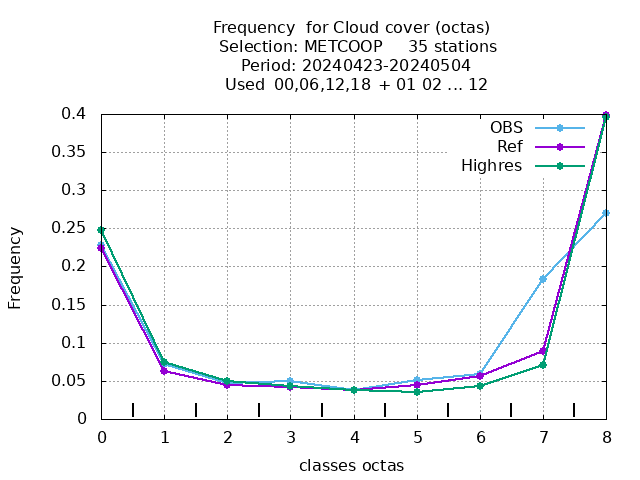 Frequency  for Cloud cover (octas)
Selection: METCOOP     35 stations
Period: 20240423-20240504
Used  00,06,12,18 + 01 02 ... 12
OBS
Ref
Highres
0.4
0.35
0.3
0.25
0.2
0.15
0.1
0.05
0
Frequency
0 1 2 3 4 5 6 7 8
classes octas